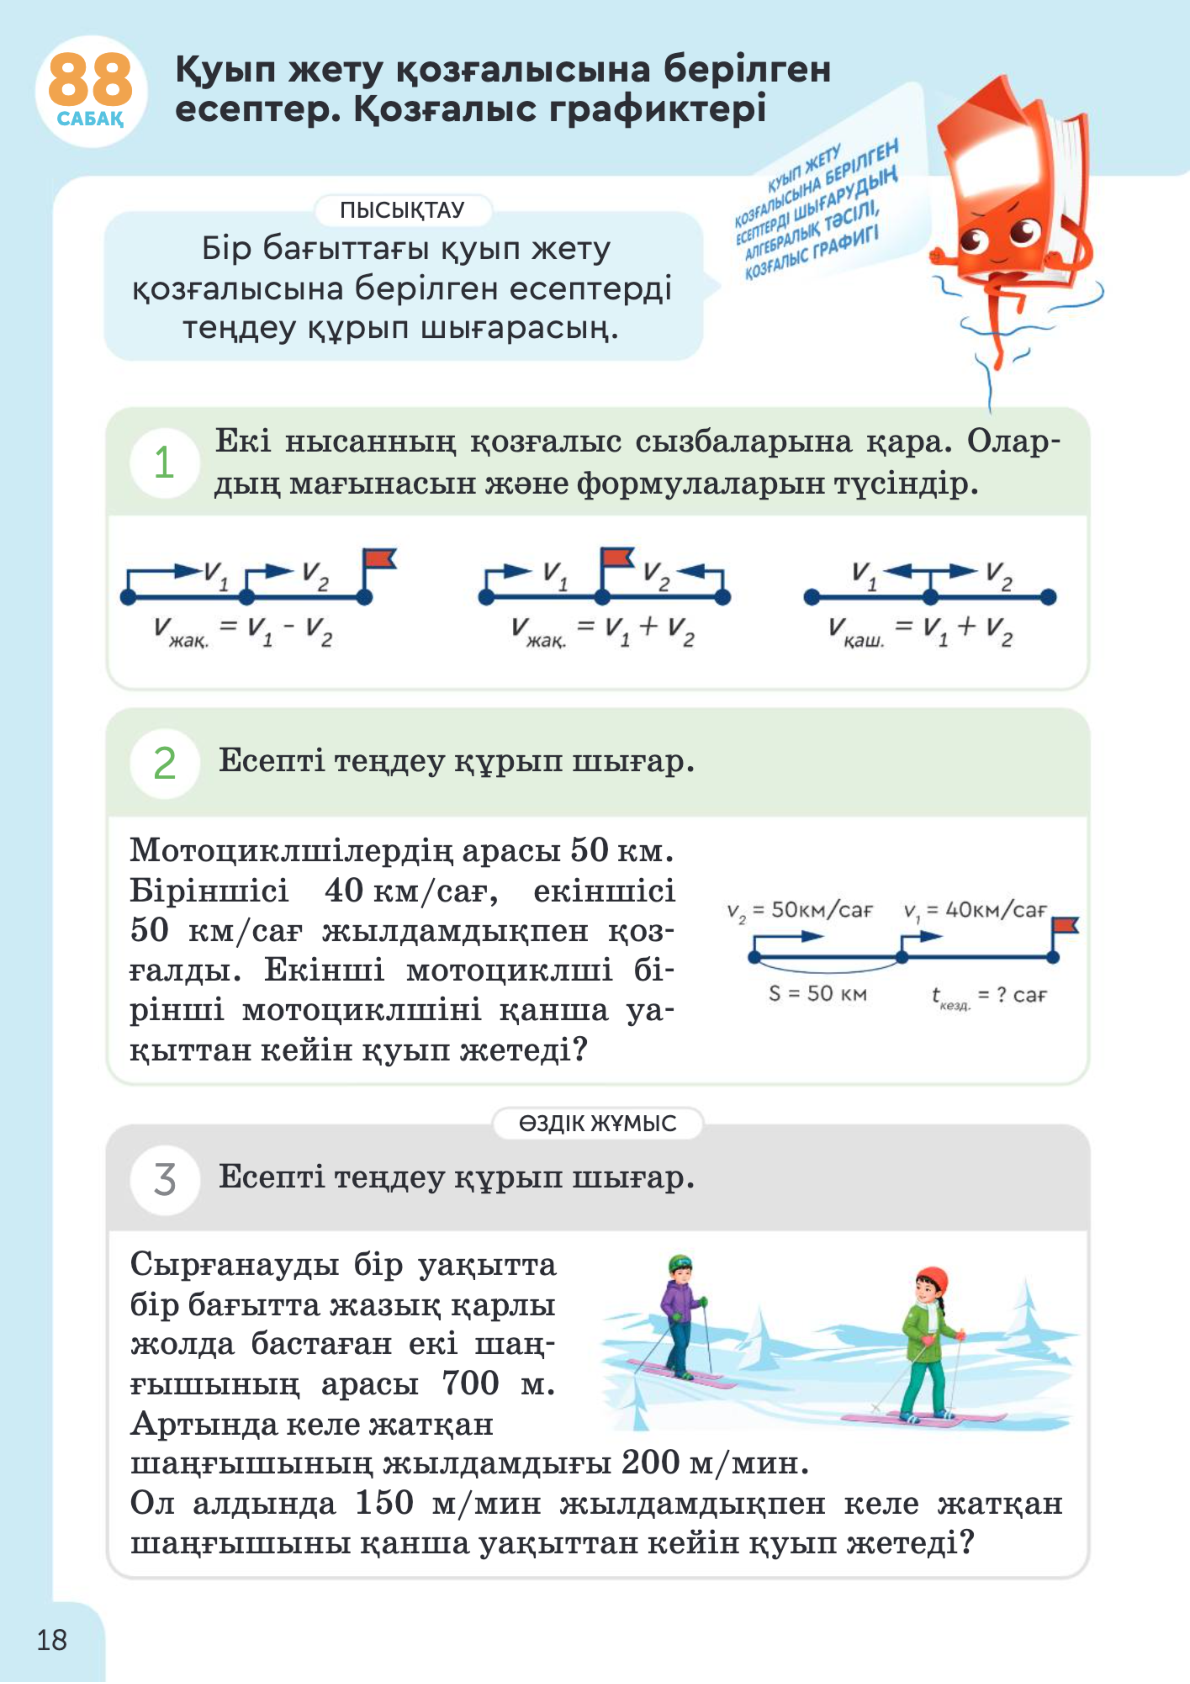 88
САБАҚ
Қуып жету қозғалысына берілген
есептер. Қозғалыс графиктері
ҚУЫП ЖЕТУ
ҚОЗҒАЛЫСЫНА БЕРІЛГЕН
ЕСЕПТЕРДІ ШЫҒАРУДЫҢ
АЛГЕБРАЛЫҚ ТӘСІЛІ,
ҚОЗҒАЛЫС ГРАФИГІ
ПЫСЫҚТАУ
Бір бағыттағы қуып жету
қозғалысына берілген есептерді
теңдеу құрып шығарасың.
1
Екі нысанның қозғалыс сызбаларына қара. Олар-
дың мағынасын және формулаларын түсіндір.
V₁ V₂
Vжақ. = V₁ - V₂
V₁ V₂
Vжақ. = V₁ + V₂
V₁ V₂
Vқаш. = V₁ + V₂
2
Есепті теңдеу құрып шығар.
Мотоциклшілердің арасы 50 км.
Біріншісі 40 км/сағ, екіншісі
50 км/сағ жылдамдықпен қоз-
ғалды. Екінші мотоциклші бі-
рінші мотоциклшіні қанша уа-
қыттан кейін қуып жетеді?
v₂ = 50км/сағ v₁ = 40км/сағ
S = 50 км tкезд. = ? сағ
ӨЗДІК ЖҰМЫС
3
Есепті теңдеу құрып шығар.
Сырғанауды бір уақытта
бір бағытта жазық қарлы
жолда бастаған екі шаң-
ғышының арасы 700 м.
Артында келе жатқан
шаңғышының жылдамдығы 200 м/мин.
Ол алдында 150 м/мин жылдамдықпен келе жатқан
шаңғышыны қанша уақыттан кейін қуып жетеді?
18